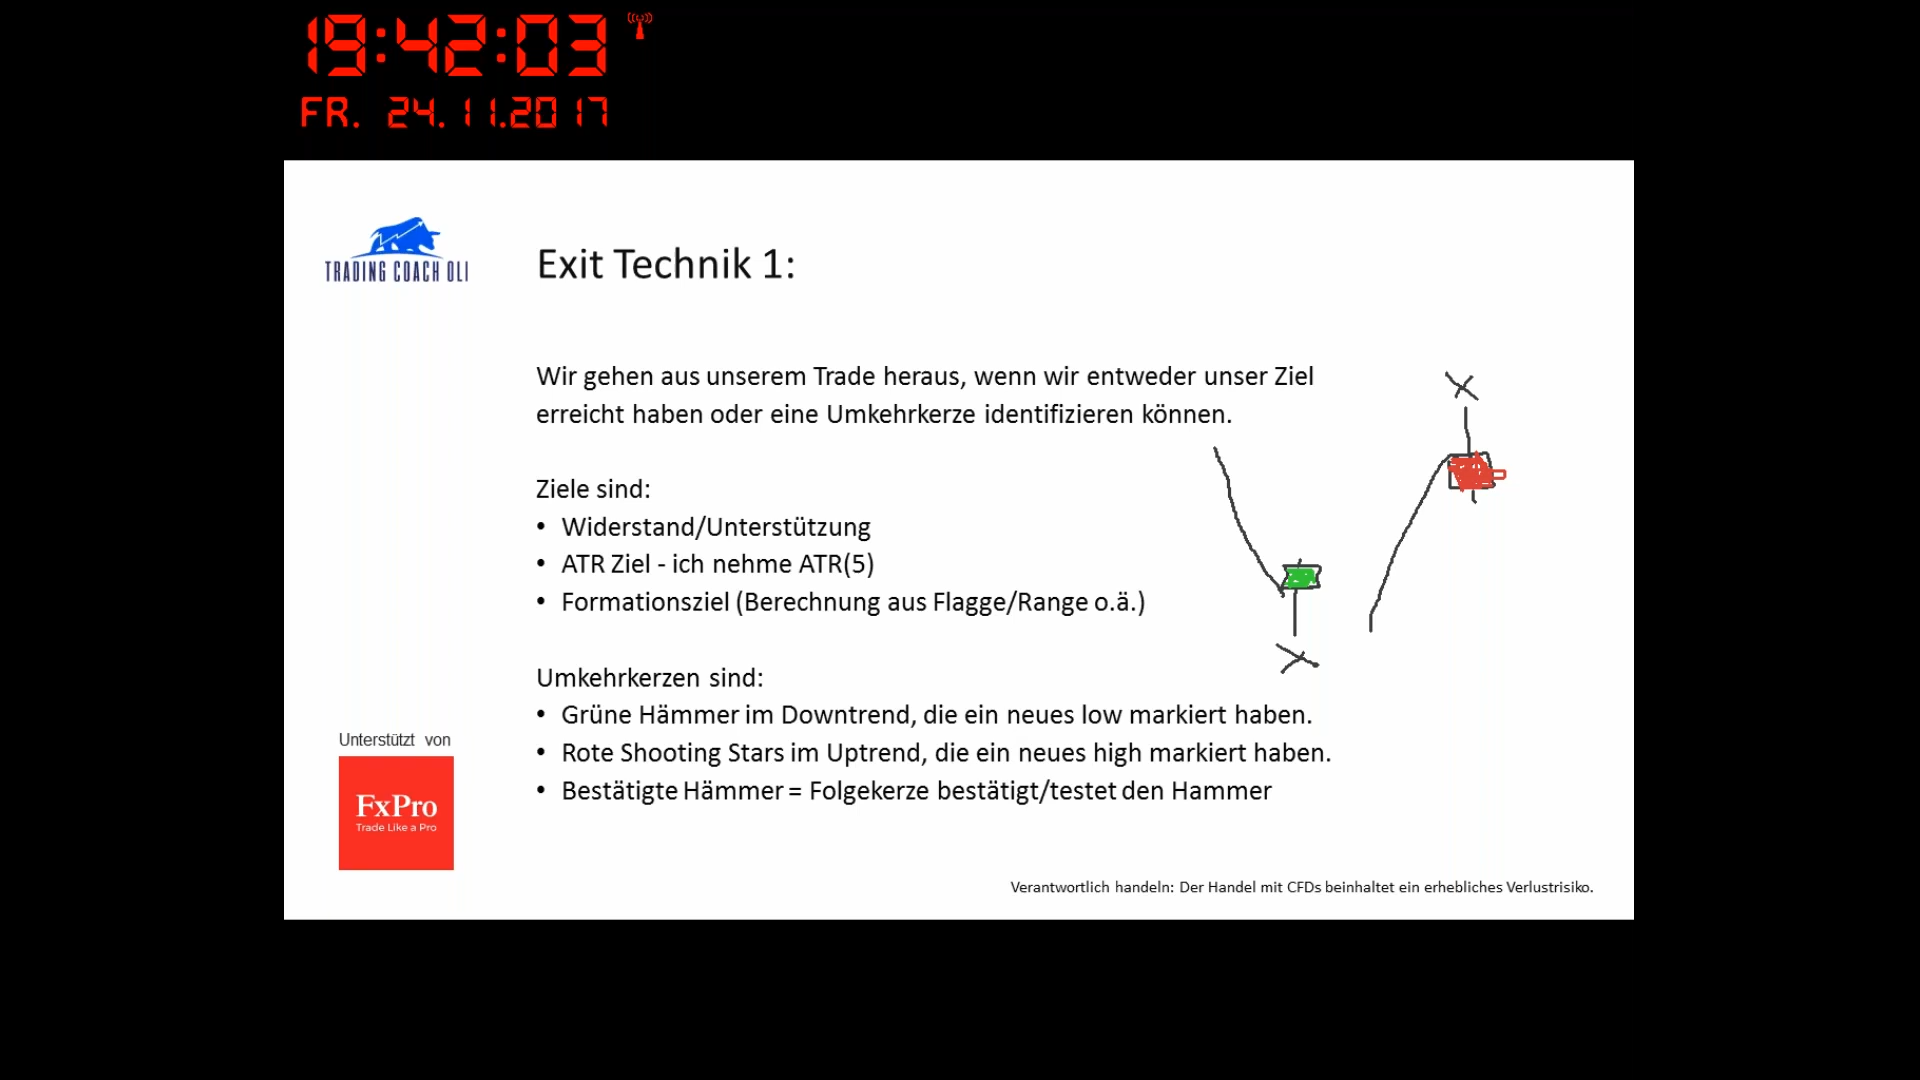 19:42:03
FR. 24.11.2017
TRADING COACH OLI
Exit Technik 1:
Wir gehen aus unserem Trade heraus, wenn wir entweder unser Ziel
erreicht haben oder eine Umkehrkerze identifizieren können.
Ziele sind:
• Widerstand/Unterstützung
• ATR Ziel - ich nehme ATR(5)
• Formationsziel (Berechnung aus Flagge/Range o.ä.)
Umkehrkerzen sind:
• Grüne Hämmer im Downtrend, die ein neues low markiert haben.
• Rote Shooting Stars im Uptrend, die ein neues high markiert haben.
• Bestätigte Hämmer = Folgekerze bestätigt/testet den Hammer
Unterstützt von
FxPro
Trade Like a Pro
Verantwortlich handeln: Der Handel mit CFDs beinhaltet ein erhebliches Verlustrisiko.